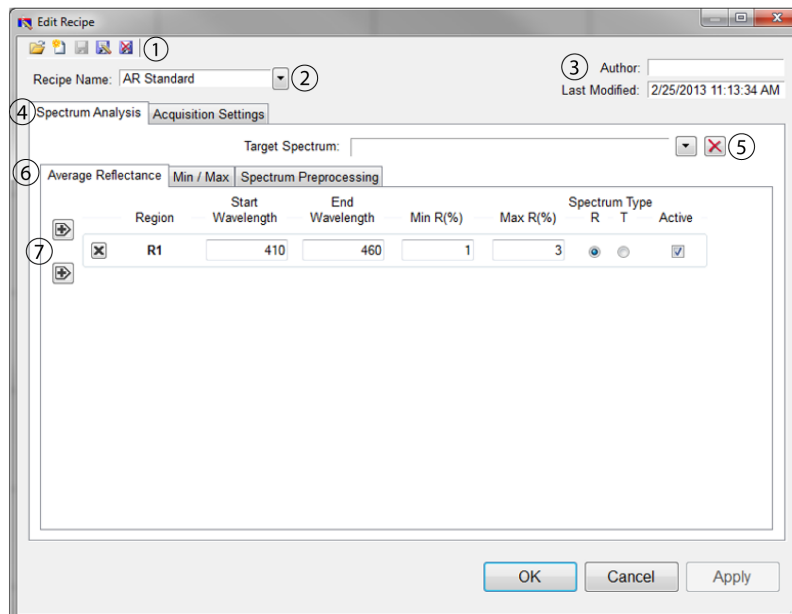 Edit Recipe
①
Recipe Name: AR Standard ②
③ Author:
Last Modified: 2/25/2013 11:13:34 AM
④ Spectrum Analysis Acquisition Settings
Target Spectrum: ⑤
⑥ Average Reflectance Min / Max Spectrum Preprocessing
Start End Spectrum Type
Region Wavelength Wavelength Min R(%) Max R(%) R T Active
⑦ R1 410 460 1 3
OK Cancel Apply